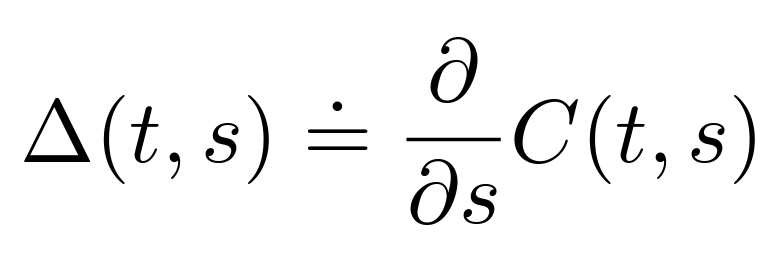 Δ(t, s) ≐ ∂/∂s C(t, s)